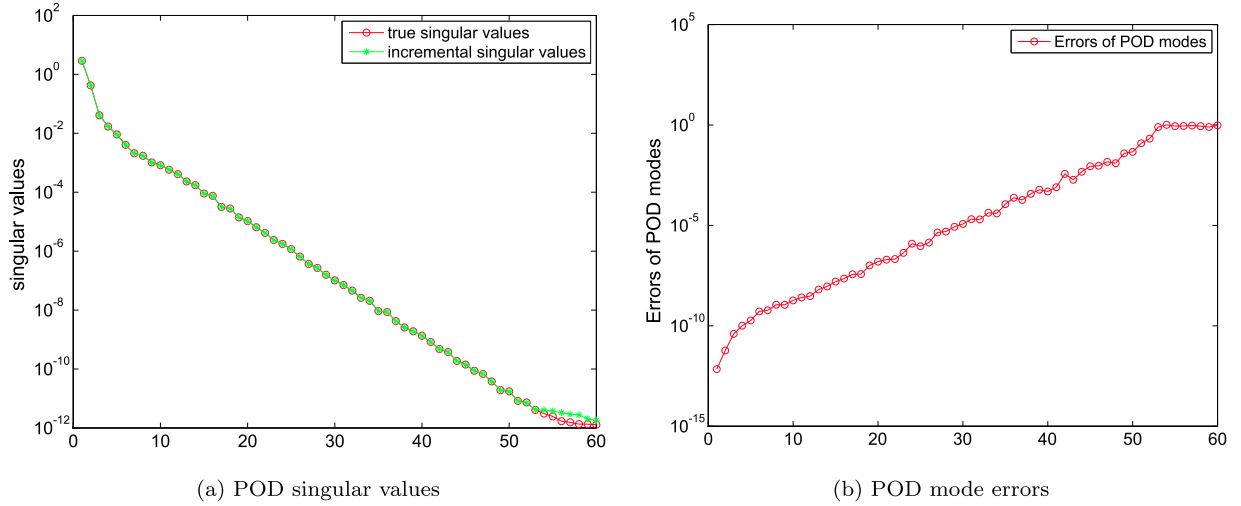 10^2
10^0
10^-2
10^-4
10^-6
10^-8
10^-10
10^-12
singular values
0 10 20 30 40 50 60
true singular values
incremental singular values
(a) POD singular values
10^5
10^0
10^-5
10^-10
10^-15
Errors of POD modes
0 10 20 30 40 50 60
Errors of POD modes
(b) POD mode errors